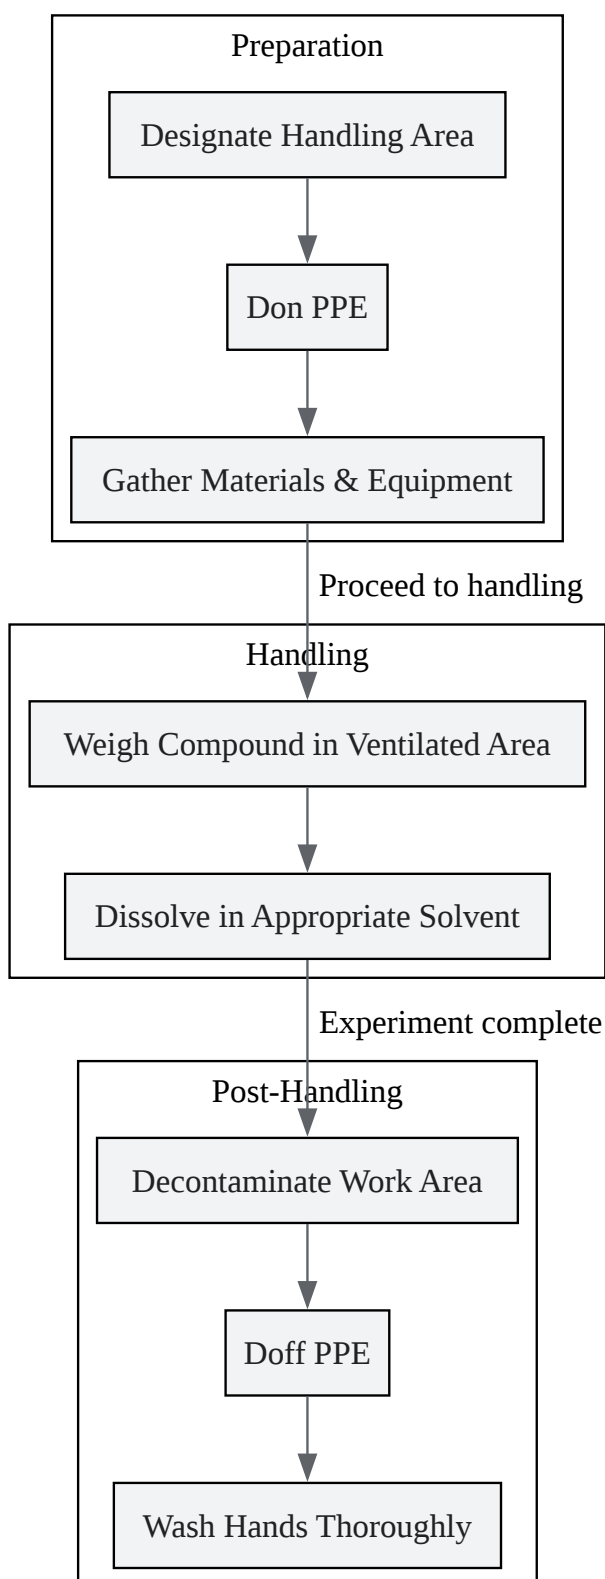 Preparation
Designate Handling Area
Don PPE
Gather Materials & Equipment
Proceed to handling
Handling
Weigh Compound in Ventilated Area
Dissolve in Appropriate Solvent
Experiment complete
Post-Handling
Decontaminate Work Area
Doff PPE
Wash Hands Thoroughly